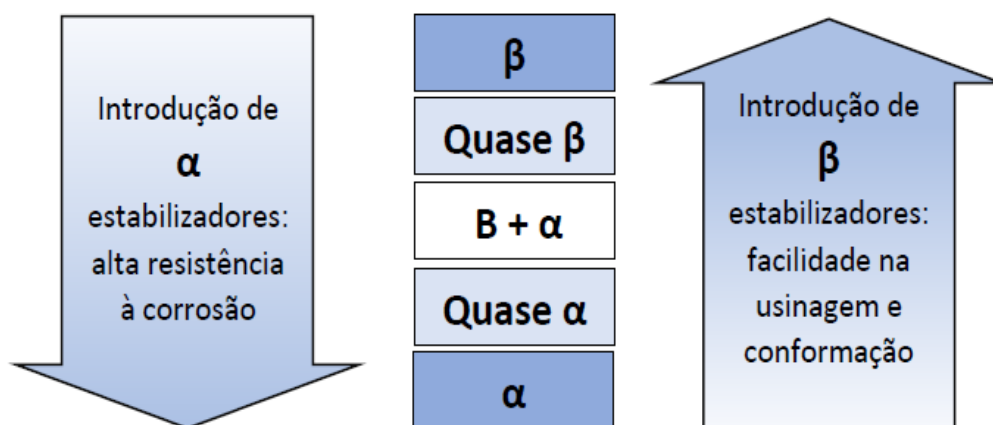 Introdução de
α
estabilizadores:
alta resistência
à corrosão
β
Quase β
B + α
Quase α
α
Introdução de
β
estabilizadores:
facilidade na
usinagem e
conformação